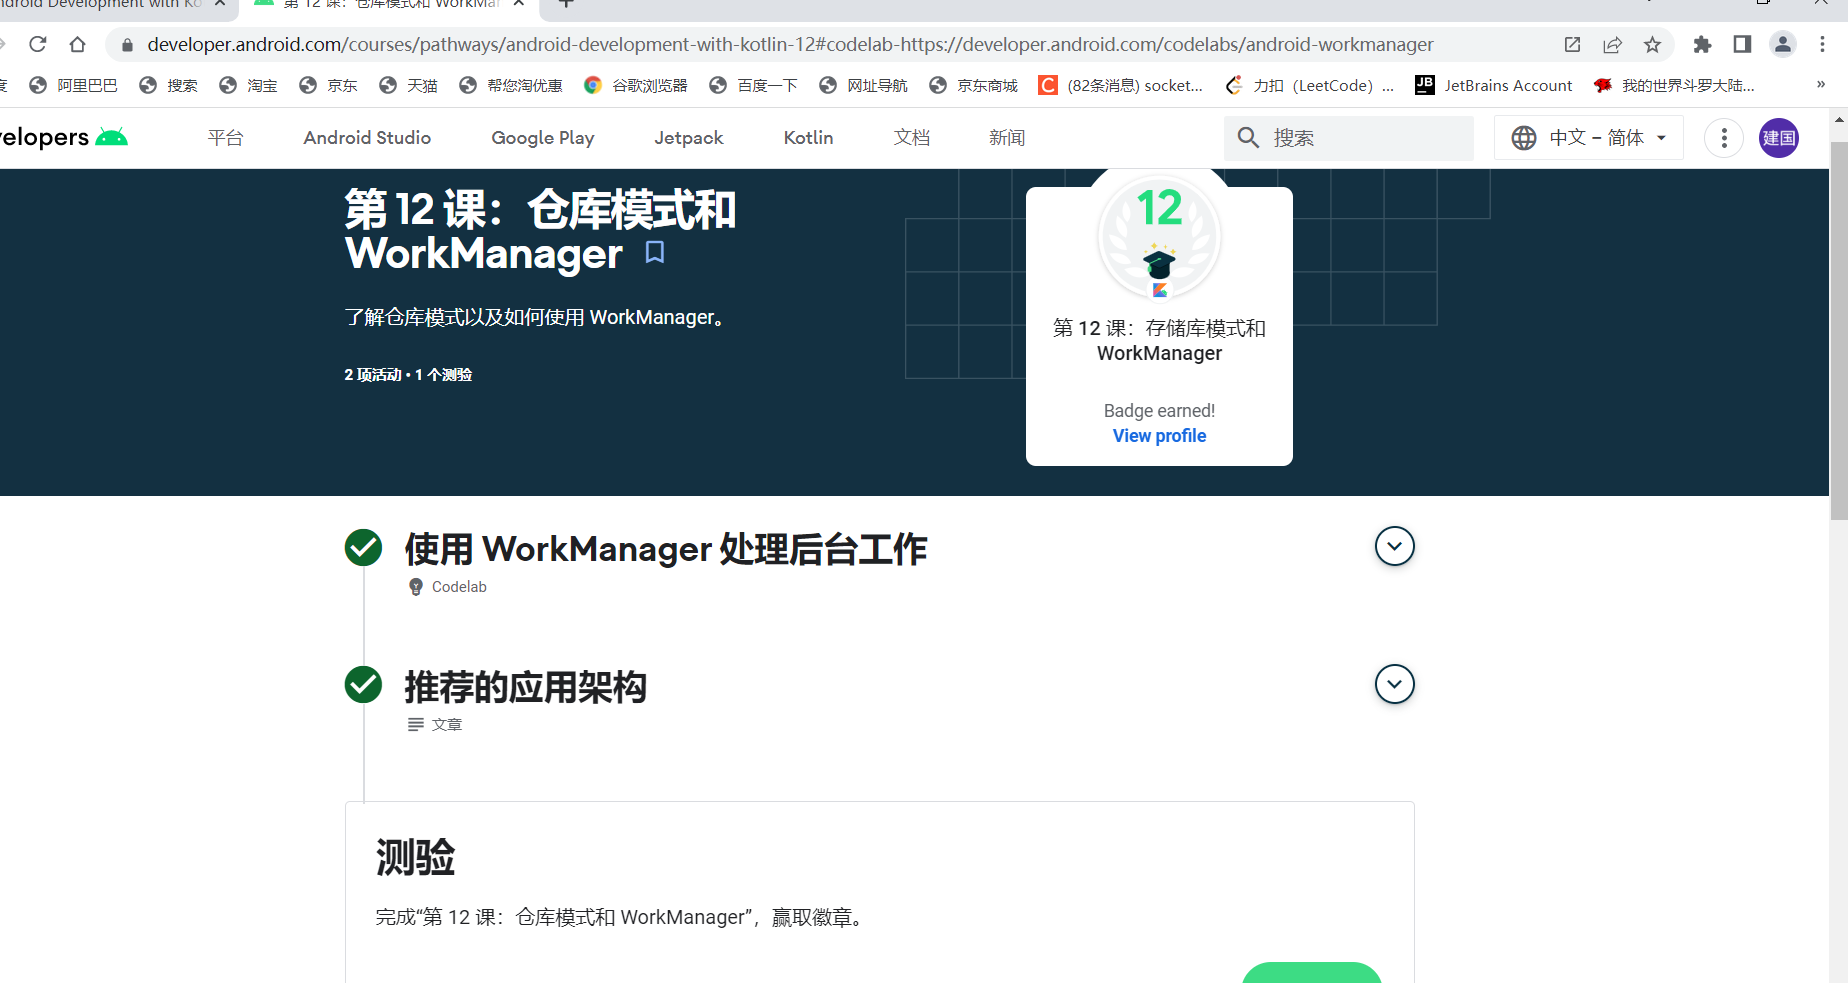 ndroid Development with Ko
第 12 课：仓库模式和 WorkMan
developer.android.com/courses/pathways/android-development-with-kotlin-12#codelab-https://developer.android.com/codelabs/android-workmanager
阿里巴巴 搜索 淘宝 京东 天猫 帮您淘优惠 谷歌浏览器 百度一下 网址导航 京东商城 C (82条消息) socket... 力扣（LeetCode）... JB JetBrains Account 我的世界斗罗大陆... »
velopers 平台 Android Studio Google Play Jetpack Kotlin 文档 新闻 搜索 中文 – 简体 建国
第 12 课：仓库模式和
WorkManager
了解仓库模式以及如何使用 WorkManager。
2 项活动 • 1 个测验
12
第 12 课：存储库模式和
WorkManager
Badge earned!
View profile
使用 WorkManager 处理后台工作
Codelab
推荐的应用架构
文章
测验
完成“第 12 课：仓库模式和 WorkManager”，赢取徽章。